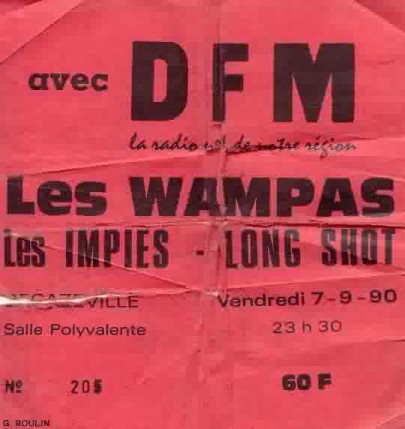 avec DFM
la radio n°1 de notre région
Les WAMPAS
Les IMPIES - LONG SHOT
DECAZEVILLE Vendredi 7-9-90
Salle Polyvalente 23 h 30
Nº 205 60 F
G. ROULIN